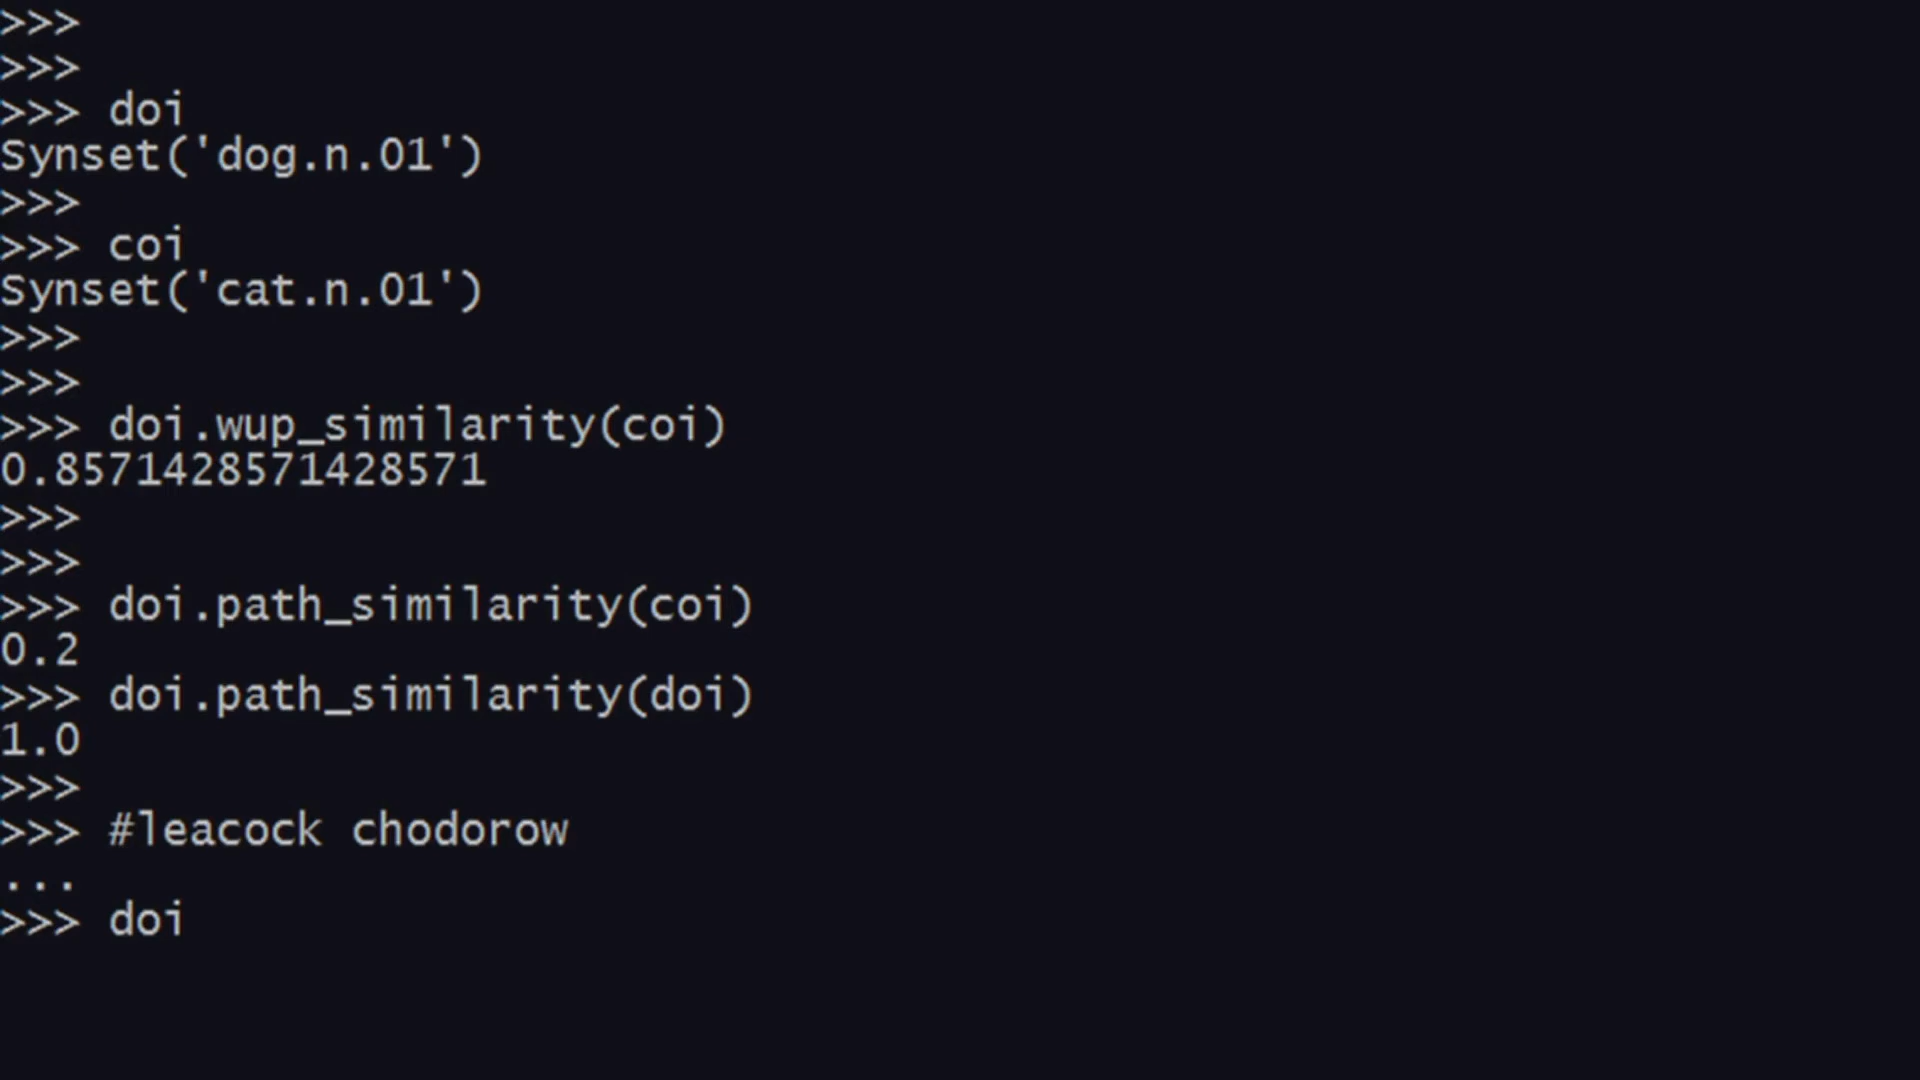 >>>
>>>
>>> doi
Synset('dog.n.01')
>>>
>>> coi
Synset('cat.n.01')
>>>
>>>
>>> doi.wup_similarity(coi)
0.8571428571428571
>>>
>>>
>>> doi.path_similarity(coi)
0.2
>>> doi.path_similarity(doi)
1.0
>>>
>>> #leacock chodorow
...
>>> doi